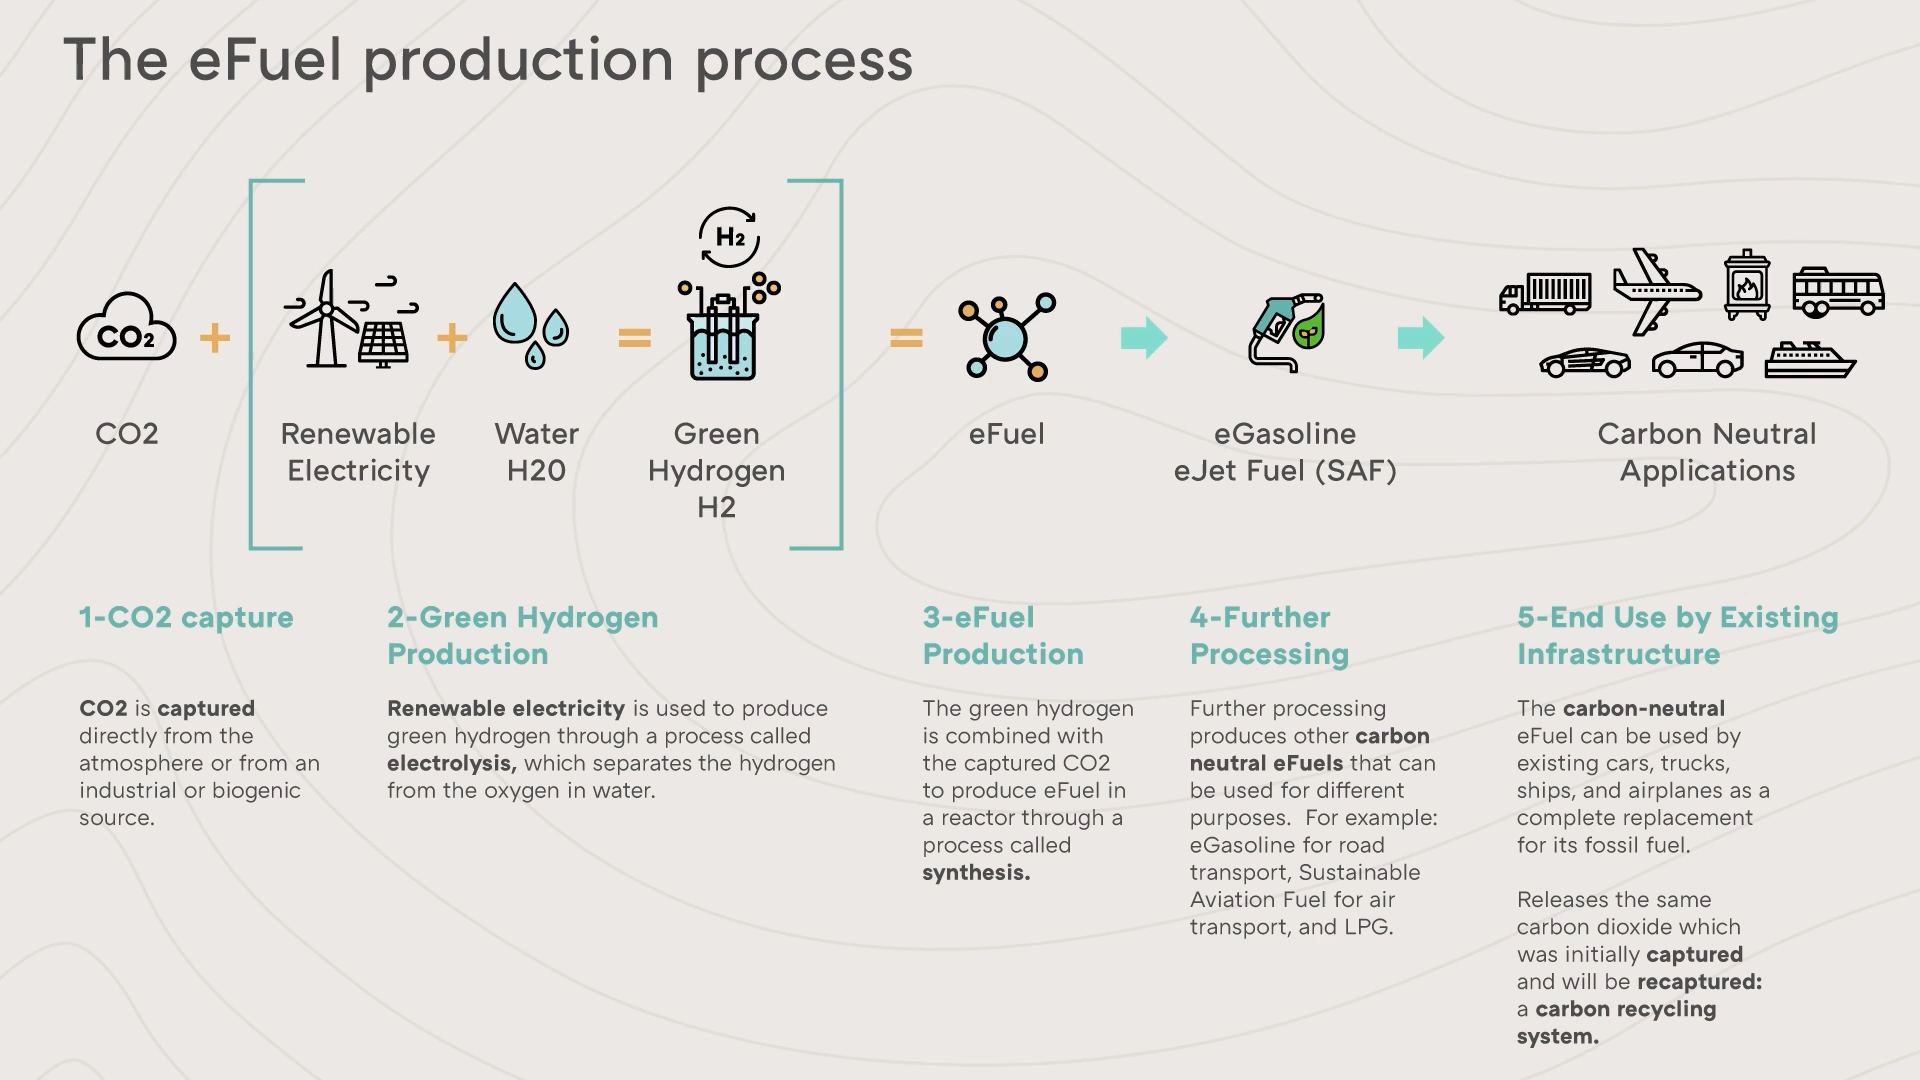 The eFuel production process
H2
CO2
CO2
Renewable
Electricity
Water
H20
Green
Hydrogen
H2
eFuel
eGasoline
eJet Fuel (SAF)
Carbon Neutral
Applications
1-CO2 capture
CO2 is captured
directly from the
atmosphere or from an
industrial or biogenic
source.
2-Green Hydrogen
Production
Renewable electricity is used to produce
green hydrogen through a process called
electrolysis, which separates the hydrogen
from the oxygen in water.
3-eFuel
Production
The green hydrogen
is combined with
the captured CO2
to produce eFuel in
a reactor through a
process called
synthesis.
4-Further
Processing
Further processing
produces other carbon
neutral eFuels that can
be used for different
purposes.  For example:
eGasoline for road
transport, Sustainable
Aviation Fuel for air
transport, and LPG.
5-End Use by Existing
Infrastructure
The carbon-neutral
eFuel can be used by
existing cars, trucks,
ships, and airplanes as a
complete replacement
for its fossil fuel.
Releases the same
carbon dioxide which
was initially captured
and will be recaptured:
a carbon recycling
system.